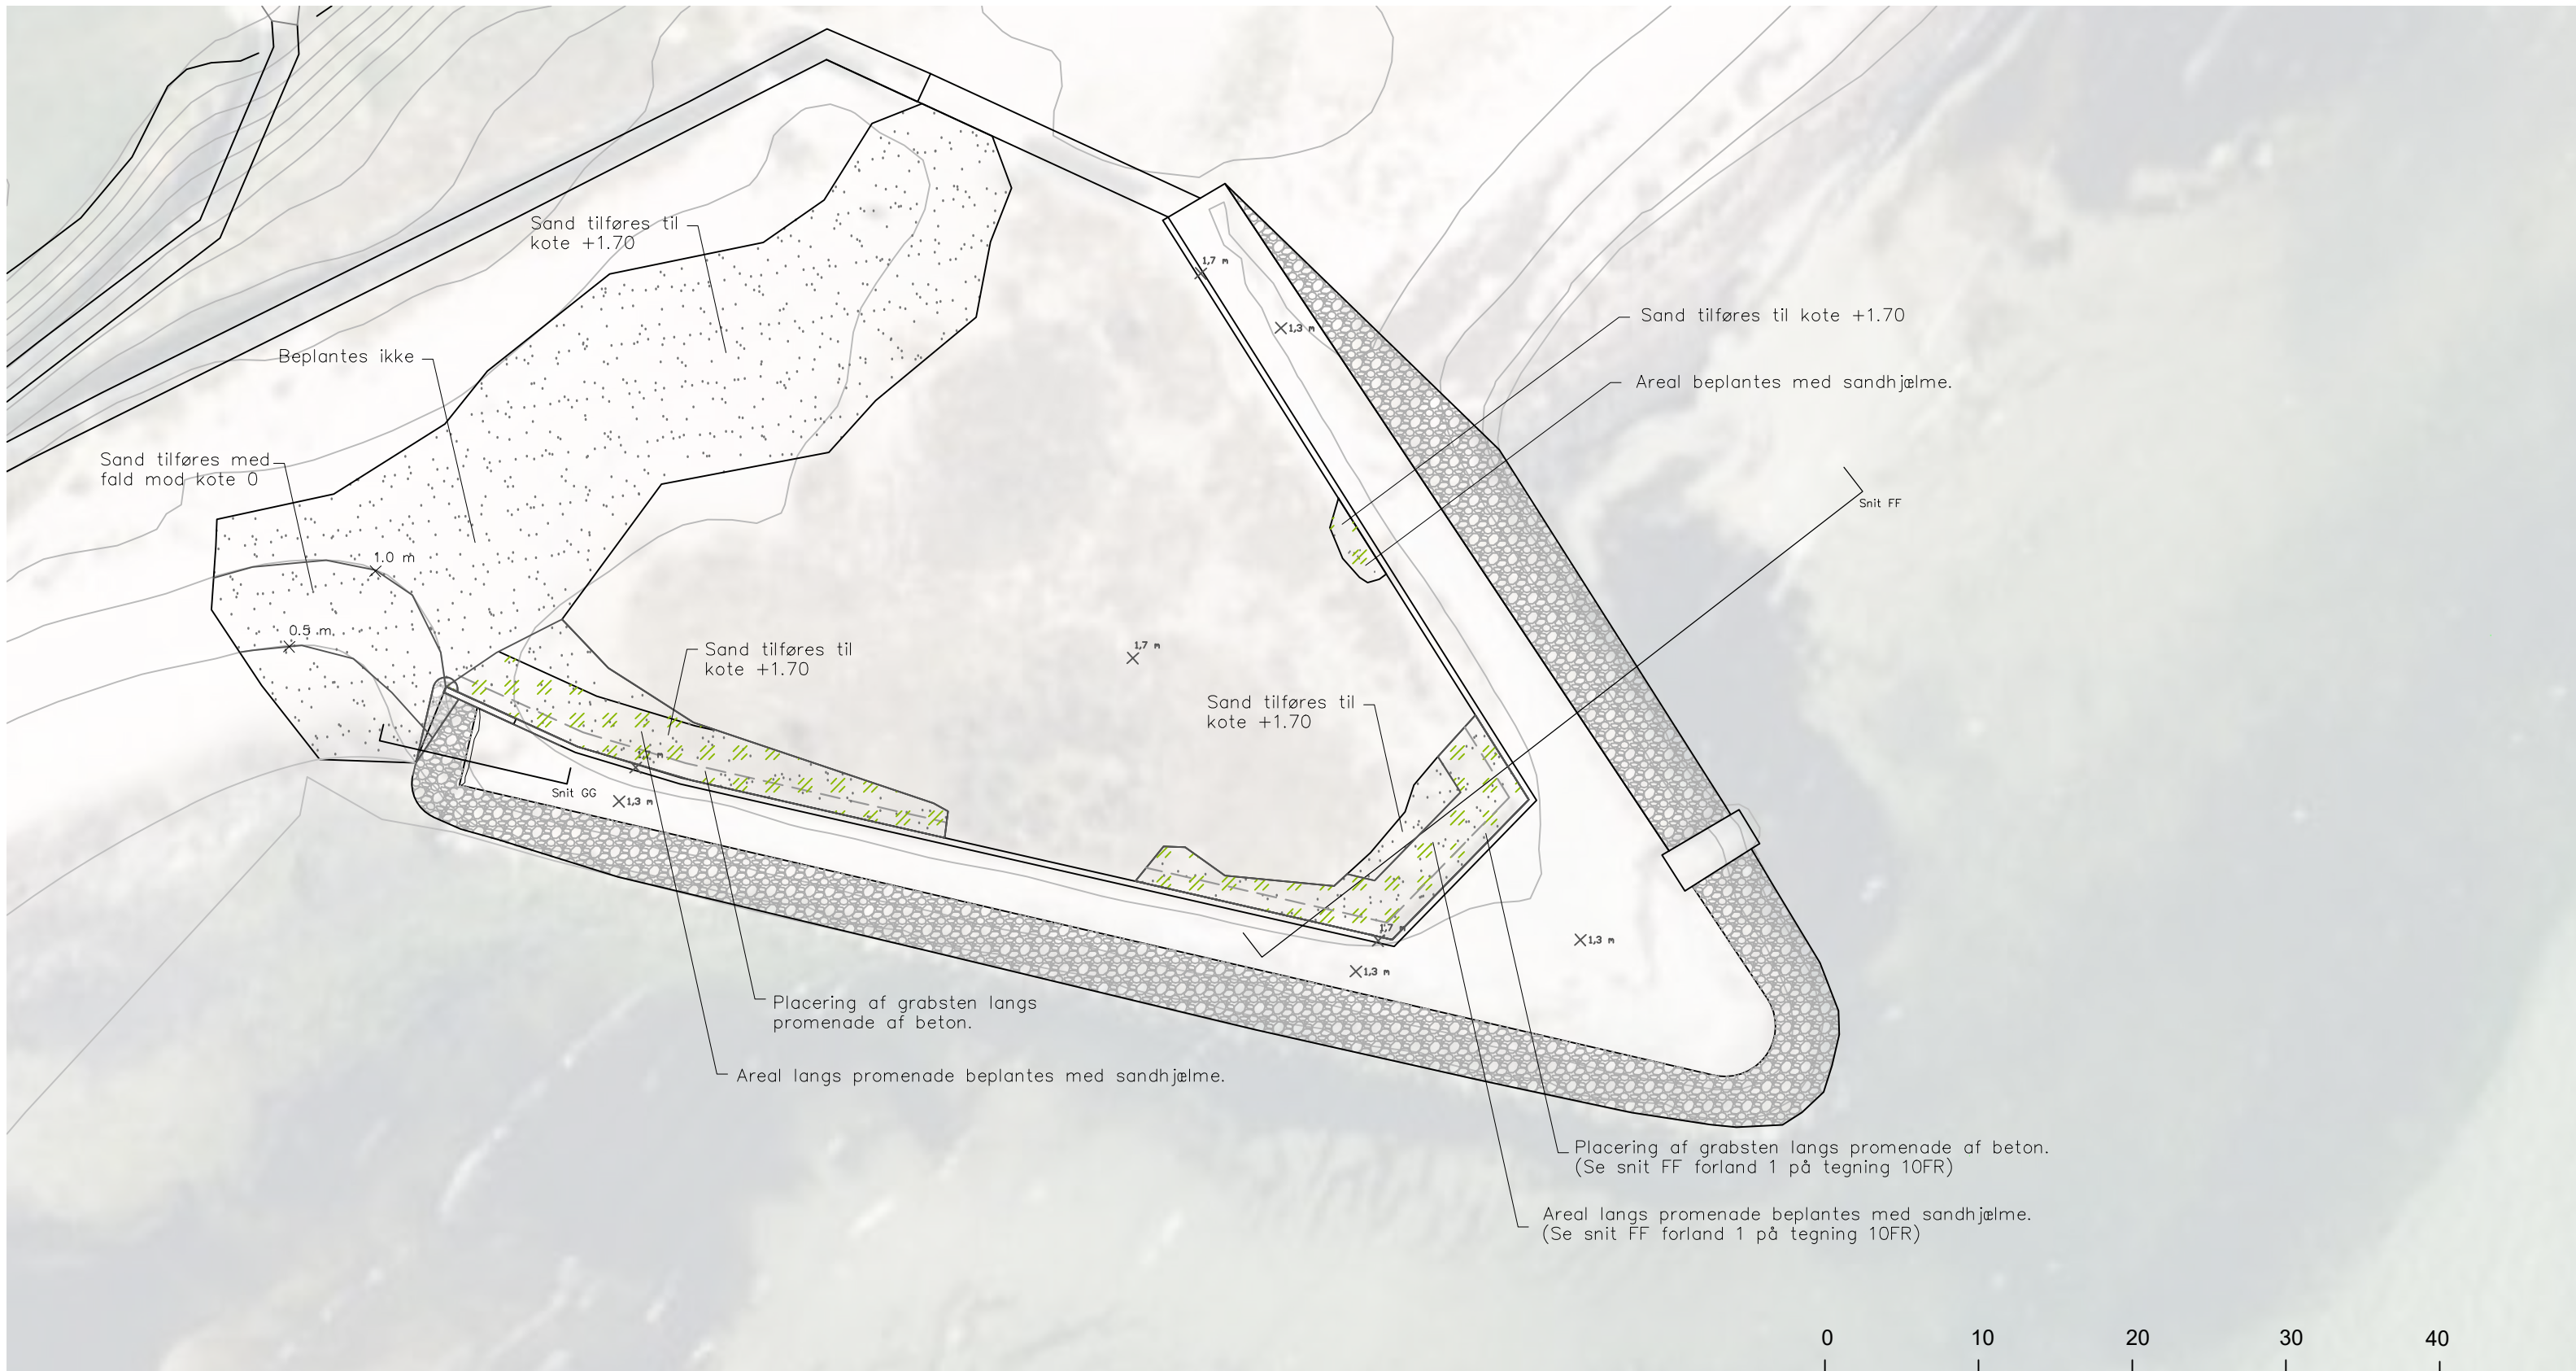 Sand tilføres til
kote +1.70
1,7 m
Sand tilføres til kote +1.70
1,3 m
Beplantes ikke
Areal beplantes med sandhjælme.
Sand tilføres med
fald mod kote 0
Snit FF
1.0 m
0.5 m
Sand tilføres til
kote +1.70
1,7 m
Sand tilføres til
kote +1.70
m
Snit GG
1,3 m
1,7 m
1,3 m
1,3 m
Placering af grabsten langs
promenade af beton.
Areal langs promenade beplantes med sandhjælme.
Placering af grabsten langs promenade af beton.
(Se snit FF forland 1 på tegning 10FR)
Areal langs promenade beplantes med sandhjælme.
(Se snit FF forland 1 på tegning 10FR)
0 10 20 30 40